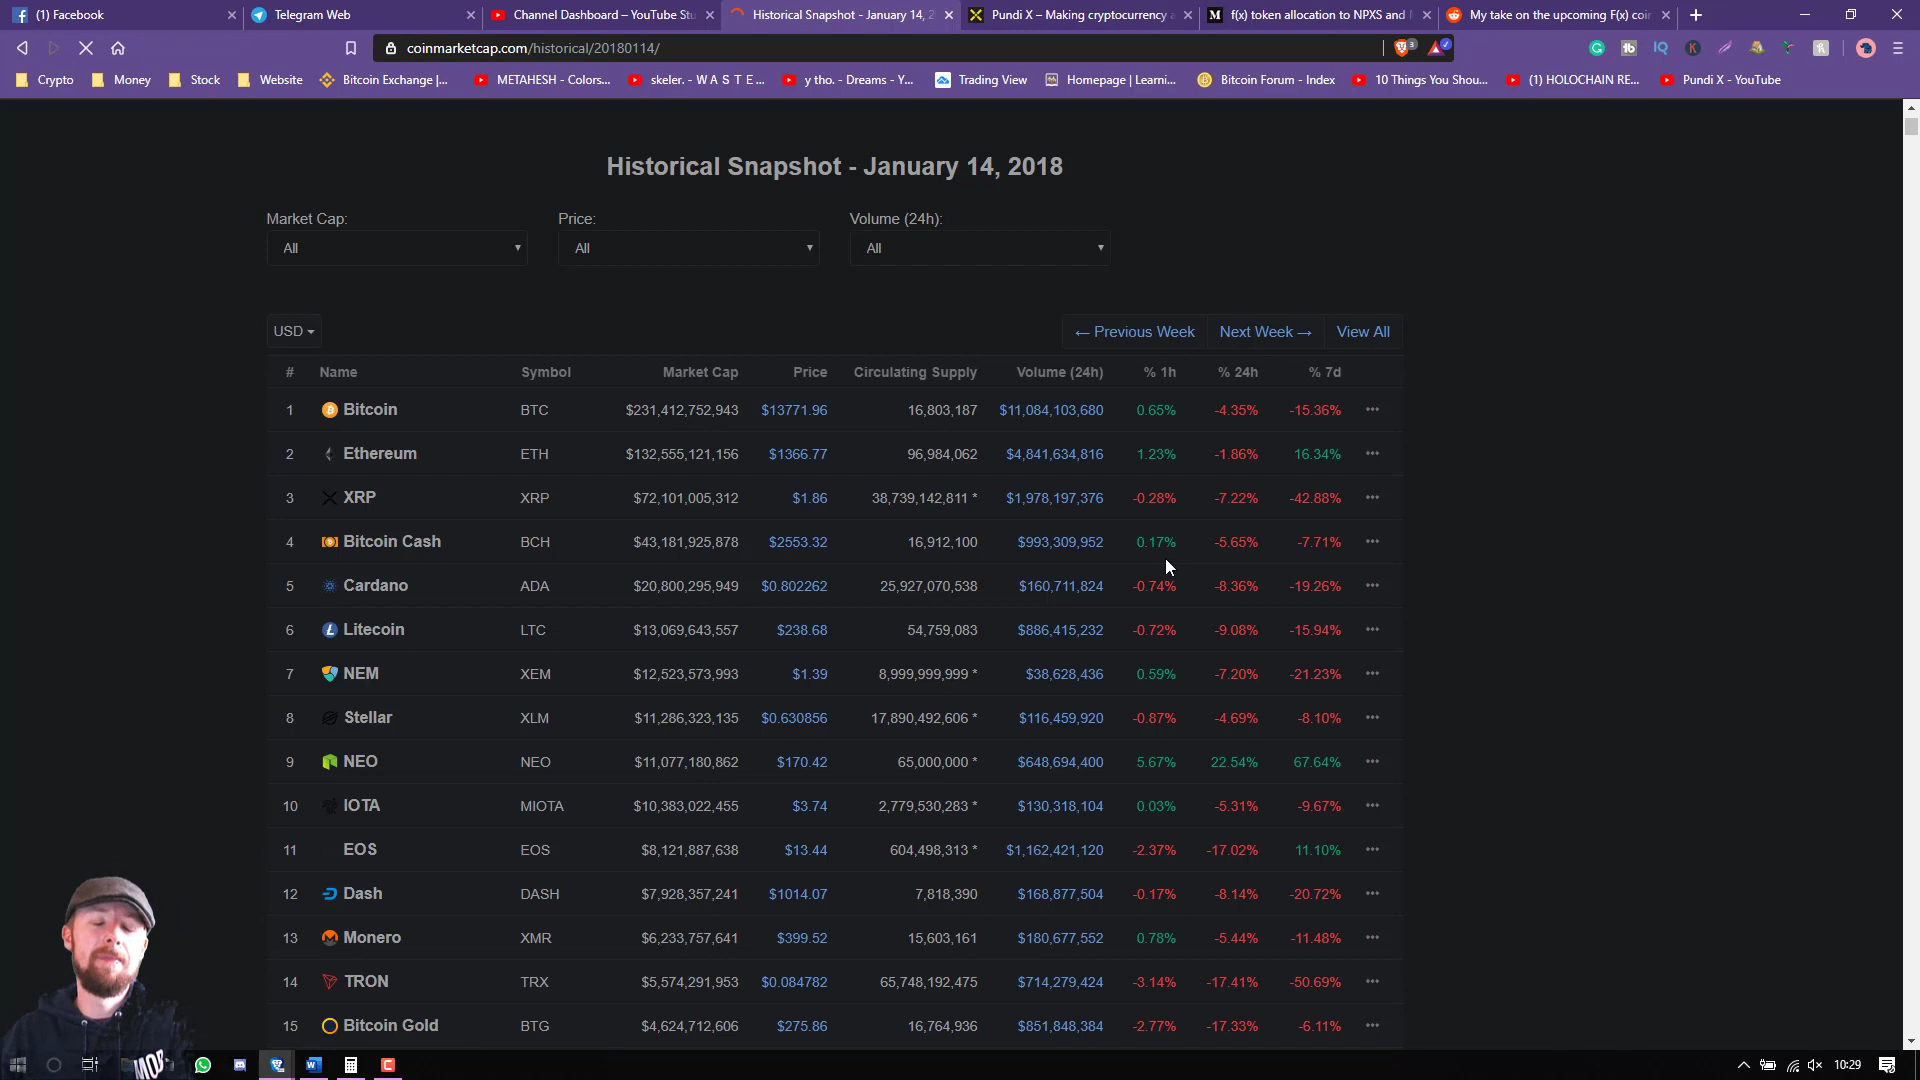 (1) Facebook
Telegram Web
Channel Dashboard – YouTube Stu
Historical Snapshot - January 14, 2
Pundi X – Making cryptocurrency a
f(x) token allocation to NPXS and
My take on the upcoming F(x) coin
coinmarketcap.com/historical/20180114/
3
Crypto
Money
Stock
Website
Bitcoin Exchange |...
METAHESH - Colors...
skeler. - W A S T E ...
y tho. - Dreams - Y...
Trading View
Homepage | Learni...
Bitcoin Forum - Index
10 Things You Shou...
(1) HOLOCHAIN RE...
Pundi X - YouTube
Historical Snapshot - January 14, 2018
Market Cap: Price: Volume (24h):
All All All
USD ← Previous Week Next Week → View All
# Name Symbol Market Cap Price Circulating Supply Volume (24h) % 1h % 24h % 7d
1 Bitcoin BTC $231,412,752,943 $13771.96 16,803,187 $11,084,103,680 0.65% -4.35% -15.36% •••
2 Ethereum ETH $132,555,121,156 $1366.77 96,984,062 $4,841,634,816 1.23% -1.86% 16.34% •••
3 XRP XRP $72,101,005,312 $1.86 38,739,142,811 * $1,978,197,376 -0.28% -7.22% -42.88% •••
4 Bitcoin Cash BCH $43,181,925,878 $2553.32 16,912,100 $993,309,952 0.17% -5.65% -7.71% •••
5 Cardano ADA $20,800,295,949 $0.802262 25,927,070,538 $160,711,824 -0.74% -8.36% -19.26% •••
6 Litecoin LTC $13,069,643,557 $238.68 54,759,083 $886,415,232 -0.72% -9.08% -15.94% •••
7 NEM XEM $12,523,573,993 $1.39 8,999,999,999 * $38,628,436 0.59% -7.20% -21.23% •••
8 Stellar XLM $11,286,323,135 $0.630856 17,890,492,606 * $116,459,920 -0.87% -4.69% -8.10% •••
9 NEO NEO $11,077,180,862 $170.42 65,000,000 * $648,694,400 5.67% 22.54% 67.64% •••
10 IOTA MIOTA $10,383,022,455 $3.74 2,779,530,283 * $130,318,104 0.03% -5.31% -9.67% •••
11 EOS EOS $8,121,887,638 $13.44 604,498,313 * $1,162,421,120 -2.37% -17.02% 11.10% •••
12 Dash DASH $7,928,357,241 $1014.07 7,818,390 $168,877,504 -0.17% -8.14% -20.72% •••
13 Monero XMR $6,233,757,641 $399.52 15,603,161 $180,677,552 0.78% -5.44% -11.48% •••
14 TRON TRX $5,574,291,953 $0.084782 65,748,192,475 $714,279,424 -3.14% -17.41% -50.69% •••
15 Bitcoin Gold BTG $4,624,712,606 $275.86 16,764,936 $851,848,384 -2.77% -17.33% -6.11% •••
10:29